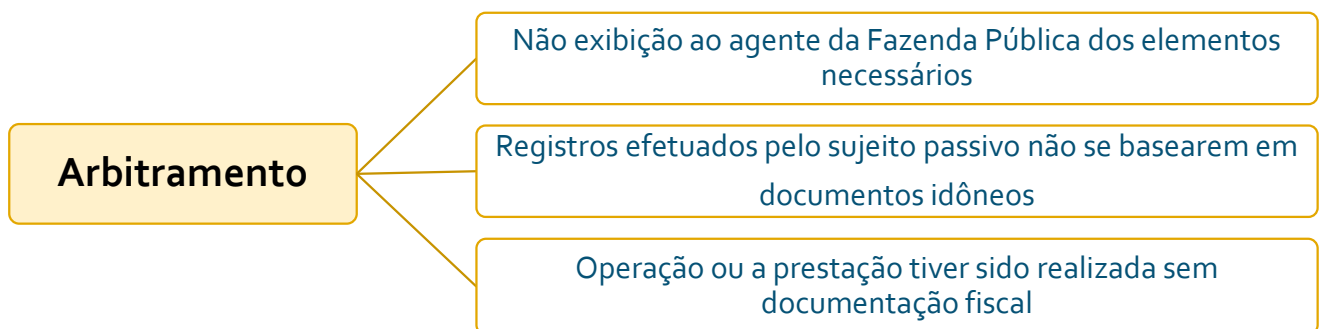 Arbitramento
Não exibição ao agente da Fazenda Pública dos elementos
necessários
Registros efetuados pelo sujeito passivo não se basearem em
documentos idôneos
Operação ou a prestação tiver sido realizada sem
documentação fiscal